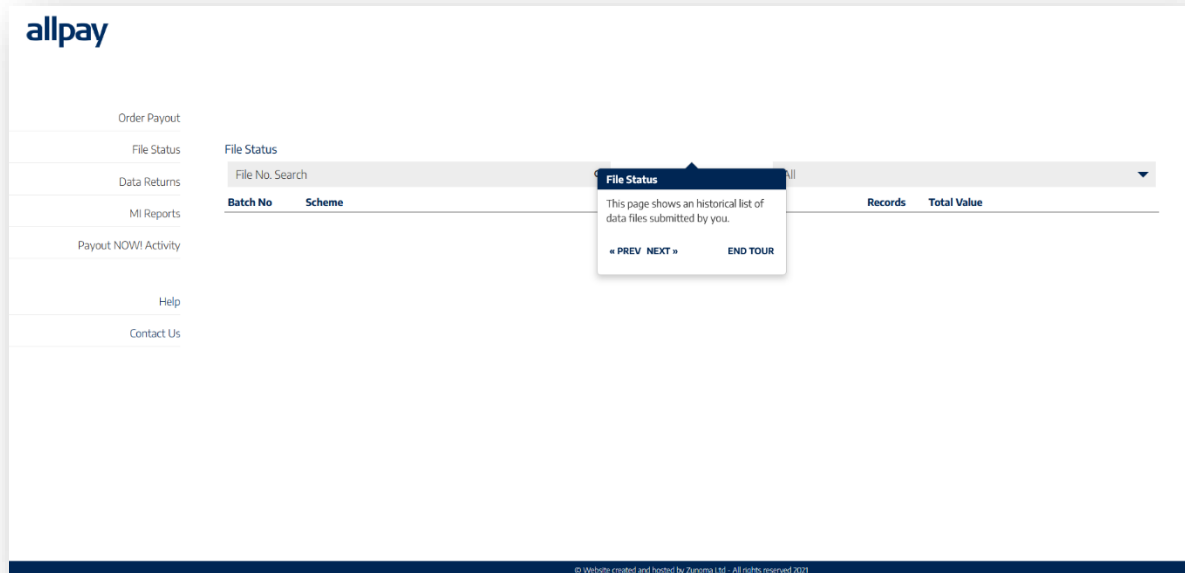 allpay
Order Payout
File Status
Data Returns
MI Reports
Payout NOW! Activity
Help
Contact Us
File Status
File No. Search
All
Batch No Scheme Records Total Value
File Status
This page shows an historical list of
data files submitted by you.
« PREV NEXT » END TOUR
© Website created and hosted by Zunoma Ltd - All rights reserved 2021